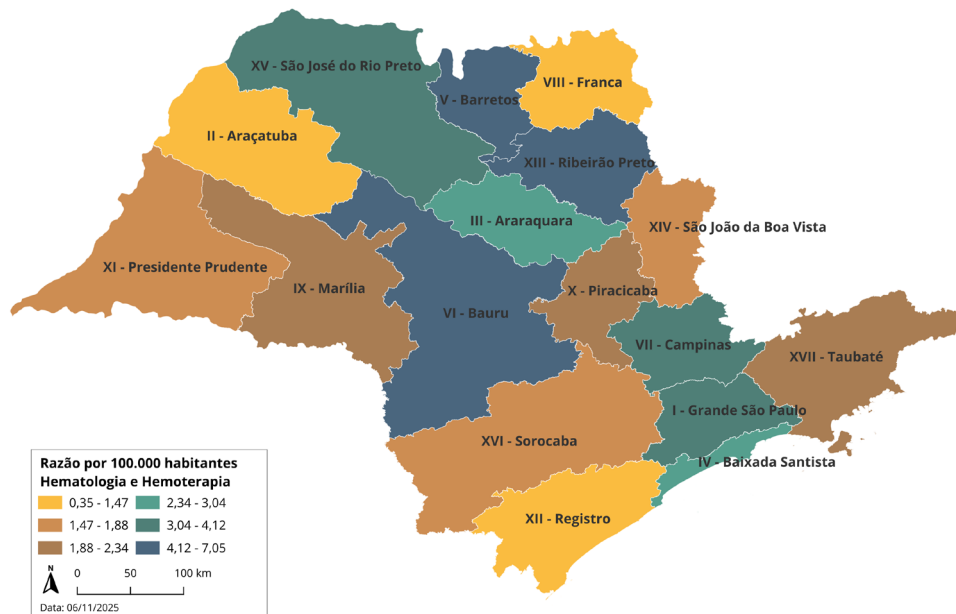 XV - São José do Rio Preto
VIII - Franca
V - Barretos
II - Araçatuba
XIII - Ribeirão Preto
III - Araraquara
XIV - São João da Boa Vista
XI - Presidente Prudente
IX - Marília
X - Piracicaba
VI - Bauru
VII - Campinas
XVII - Taubaté
I - Grande São Paulo
XVI - Sorocaba
IV - Baixada Santista
XII - Registro
Razão por 100.000 habitantes
Hematologia e Hemoterapia
0,35 - 1,47
2,34 - 3,04
1,47 - 1,88
3,04 - 4,12
1,88 - 2,34
4,12 - 7,05
N
0 50 100 km
Data: 06/11/2025